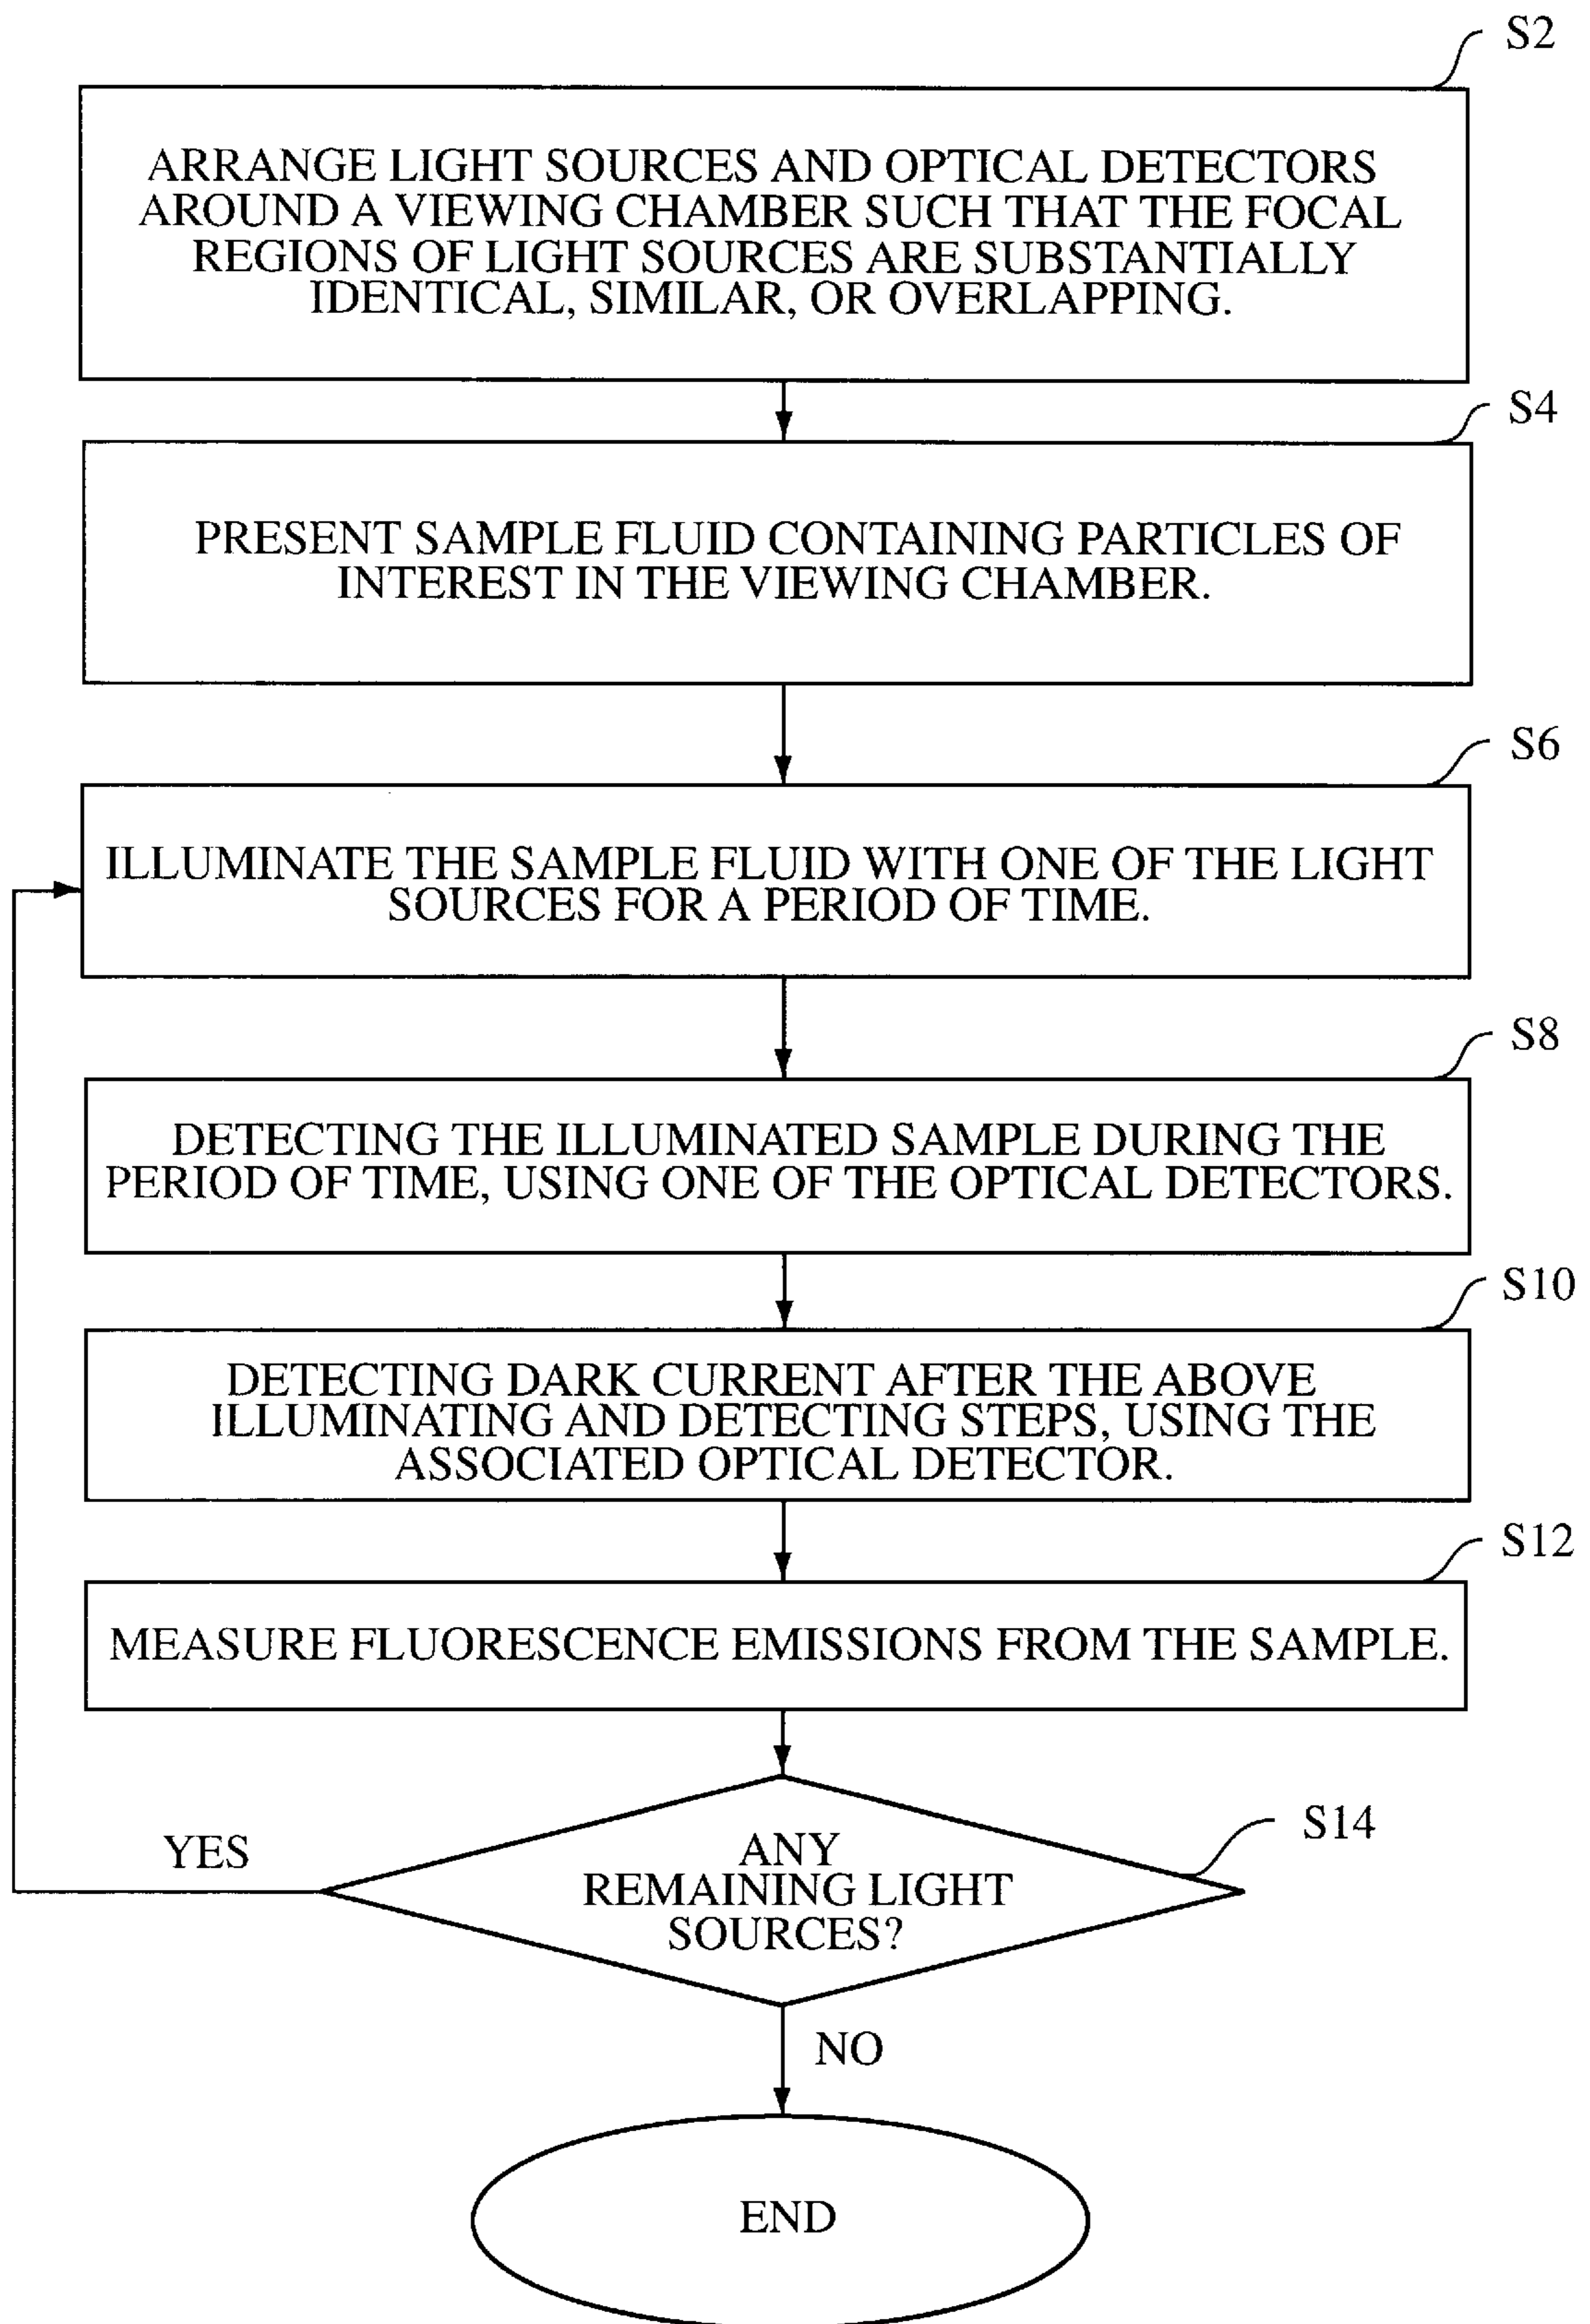 S2
ARRANGE LIGHT SOURCES AND OPTICAL DETECTORS
AROUND A VIEWING CHAMBER SUCH THAT THE FOCAL
REGIONS OF LIGHT SOURCES ARE SUBSTANTIALLY
IDENTICAL, SIMILAR, OR OVERLAPPING.
S4
PRESENT SAMPLE FLUID CONTAINING PARTICLES OF
INTEREST IN THE VIEWING CHAMBER.
S6
ILLUMINATE THE SAMPLE FLUID WITH ONE OF THE LIGHT
SOURCES FOR A PERIOD OF TIME.
S8
DETECTING THE ILLUMINATED SAMPLE DURING THE
PERIOD OF TIME, USING ONE OF THE OPTICAL DETECTORS.
S10
DETECTING DARK CURRENT AFTER THE ABOVE
ILLUMINATING AND DETECTING STEPS, USING THE
ASSOCIATED OPTICAL DETECTOR.
S12
MEASURE FLUORESCENCE EMISSIONS FROM THE SAMPLE.
S14
YES
ANY
REMAINING LIGHT
SOURCES?
NO
END